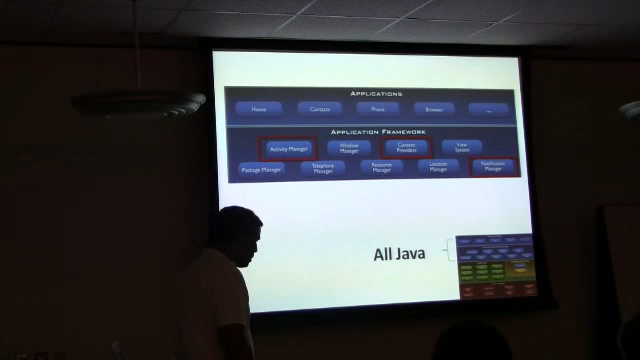 APPLICATIONS
Home Contacts Phone Browser ...
APPLICATION FRAMEWORK
Activity Manager Window Manager Content Providers View System
Package Manager Telephony Manager Resource Manager Location Manager Notification Manager
All Java